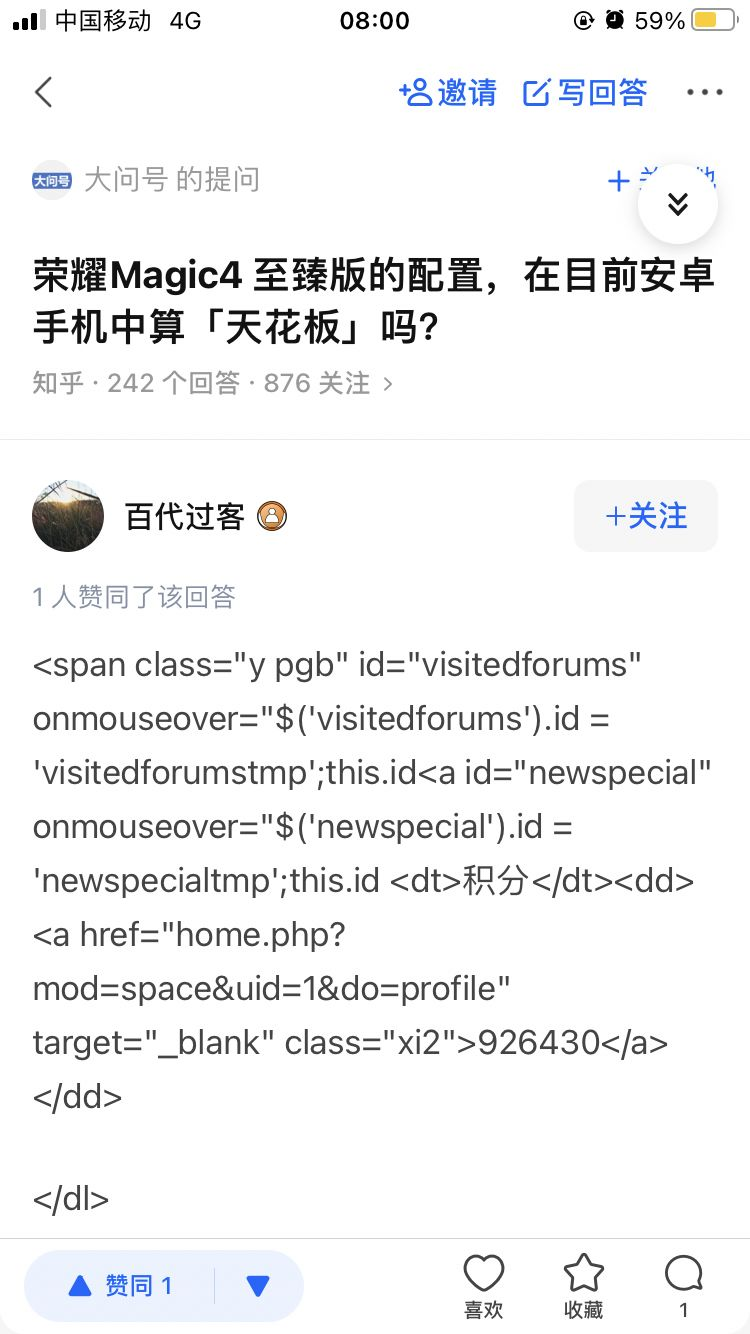 中国移动 4G 08:00 59%
邀请 写回答
大问号 大问号 的提问
荣耀Magic4 至臻版的配置，在目前安卓
手机中算「天花板」吗?
知乎 · 242 个回答 · 876 关注 >
百代过客 +关注
1 人赞同了该回答
<span class="y pgb" id="visitedforums"
onmouseover="$('visitedforums').id =
'visitedforumstmp';this.id<a id="newspecial"
onmouseover="$('newspecial').id =
'newspecialtmp';this.id <dt>积分</dt><dd>
<a href="home.php?
mod=space&uid=1&do=profile"
target="_blank" class="xi2">926430</a>
</dd>
</dl>
赞同 1 喜欢 收藏 1